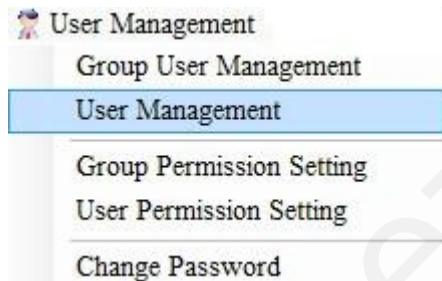 User Management
Group User Management
User Management
Group Permission Setting
User Permission Setting
Change Password